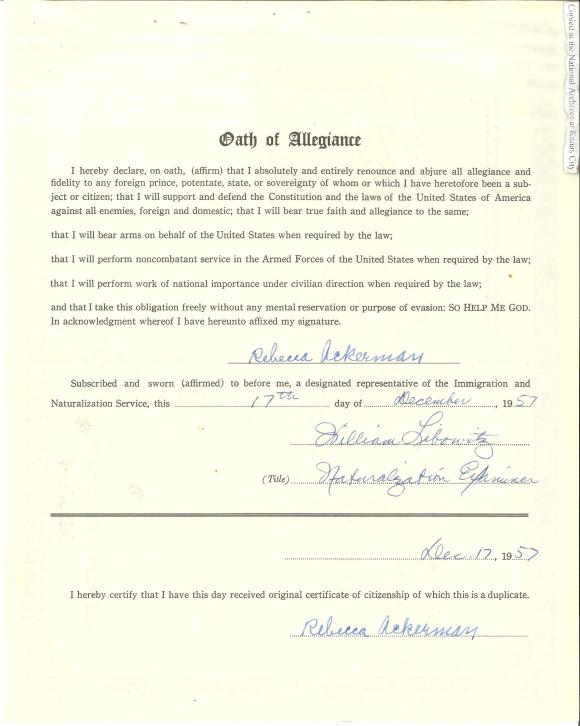 Copied at the National Archives at Kansas City
Oath of Allegiance
I hereby declare, on oath, (affirm) that I absolutely and entirely renounce and abjure all allegiance and
fidelity to any foreign prince, potentate, state, or sovereignty of whom or which I have heretofore been a sub-
ject or citizen; that I will support and defend the Constitution and the laws of the United States of America
against all enemies, foreign and domestic; that I will bear true faith and allegiance to the same;
that I will bear arms on behalf of the United States when required by the law;
that I will perform noncombatant service in the Armed Forces of the United States when required by the law;
that I will perform work of national importance under civilian direction when required by the law;
and that I take this obligation freely without any mental reservation or purpose of evasion: SO HELP ME GOD.
In acknowledgment whereof I have hereunto affixed my signature.
Rebecca Ackerman
Subscribed and sworn (affirmed) to before me, a designated representative of the Immigration and
Naturalization Service, this 17th day of December, 1957
William Libowitz
(Title) Naturalization Examiner
Dec. 17, 1957
I hereby certify that I have this day received original certificate of citizenship of which this is a duplicate.
Rebecca Ackerman